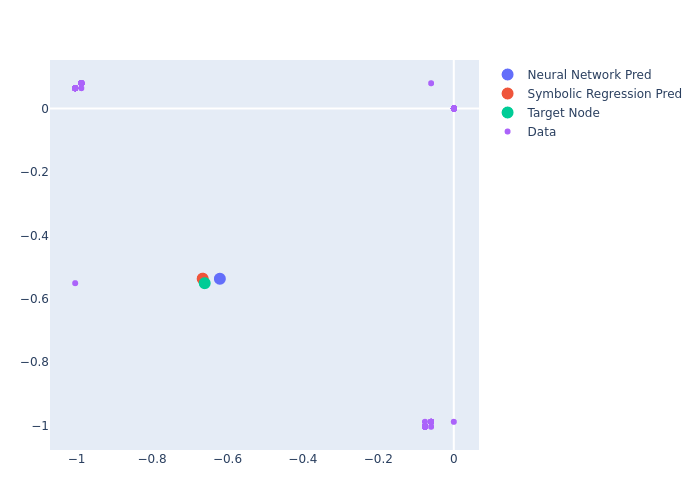 Neural Network Pred
Symbolic Regression Pred
Target Node
Data
0
−0.2
−0.4
−0.6
−0.8
−1
−1 −0.8 −0.6 −0.4 −0.2 0